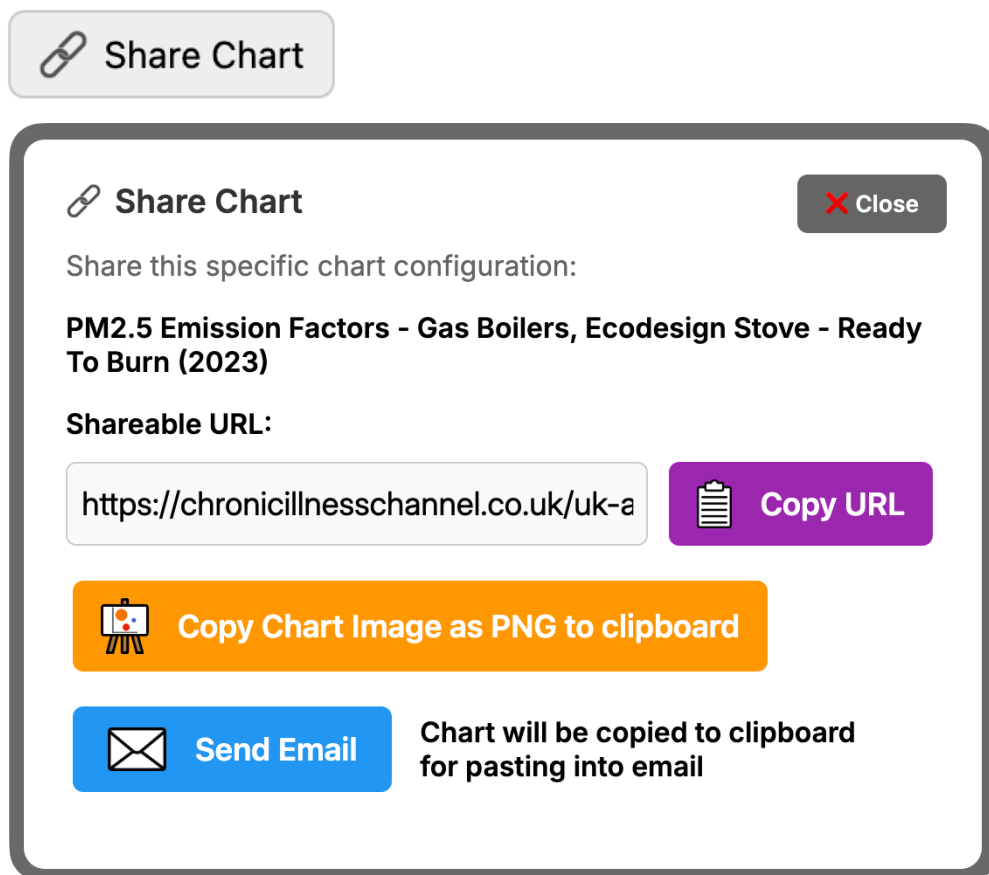 Share Chart
Share Chart
Close
Share this specific chart configuration:
PM2.5 Emission Factors - Gas Boilers, Ecodesign Stove - Ready
To Burn (2023)
Shareable URL:
https://chronicillnesschannel.co.uk/uk-a
Copy URL
Copy Chart Image as PNG to clipboard
Send Email
Chart will be copied to clipboard
for pasting into email